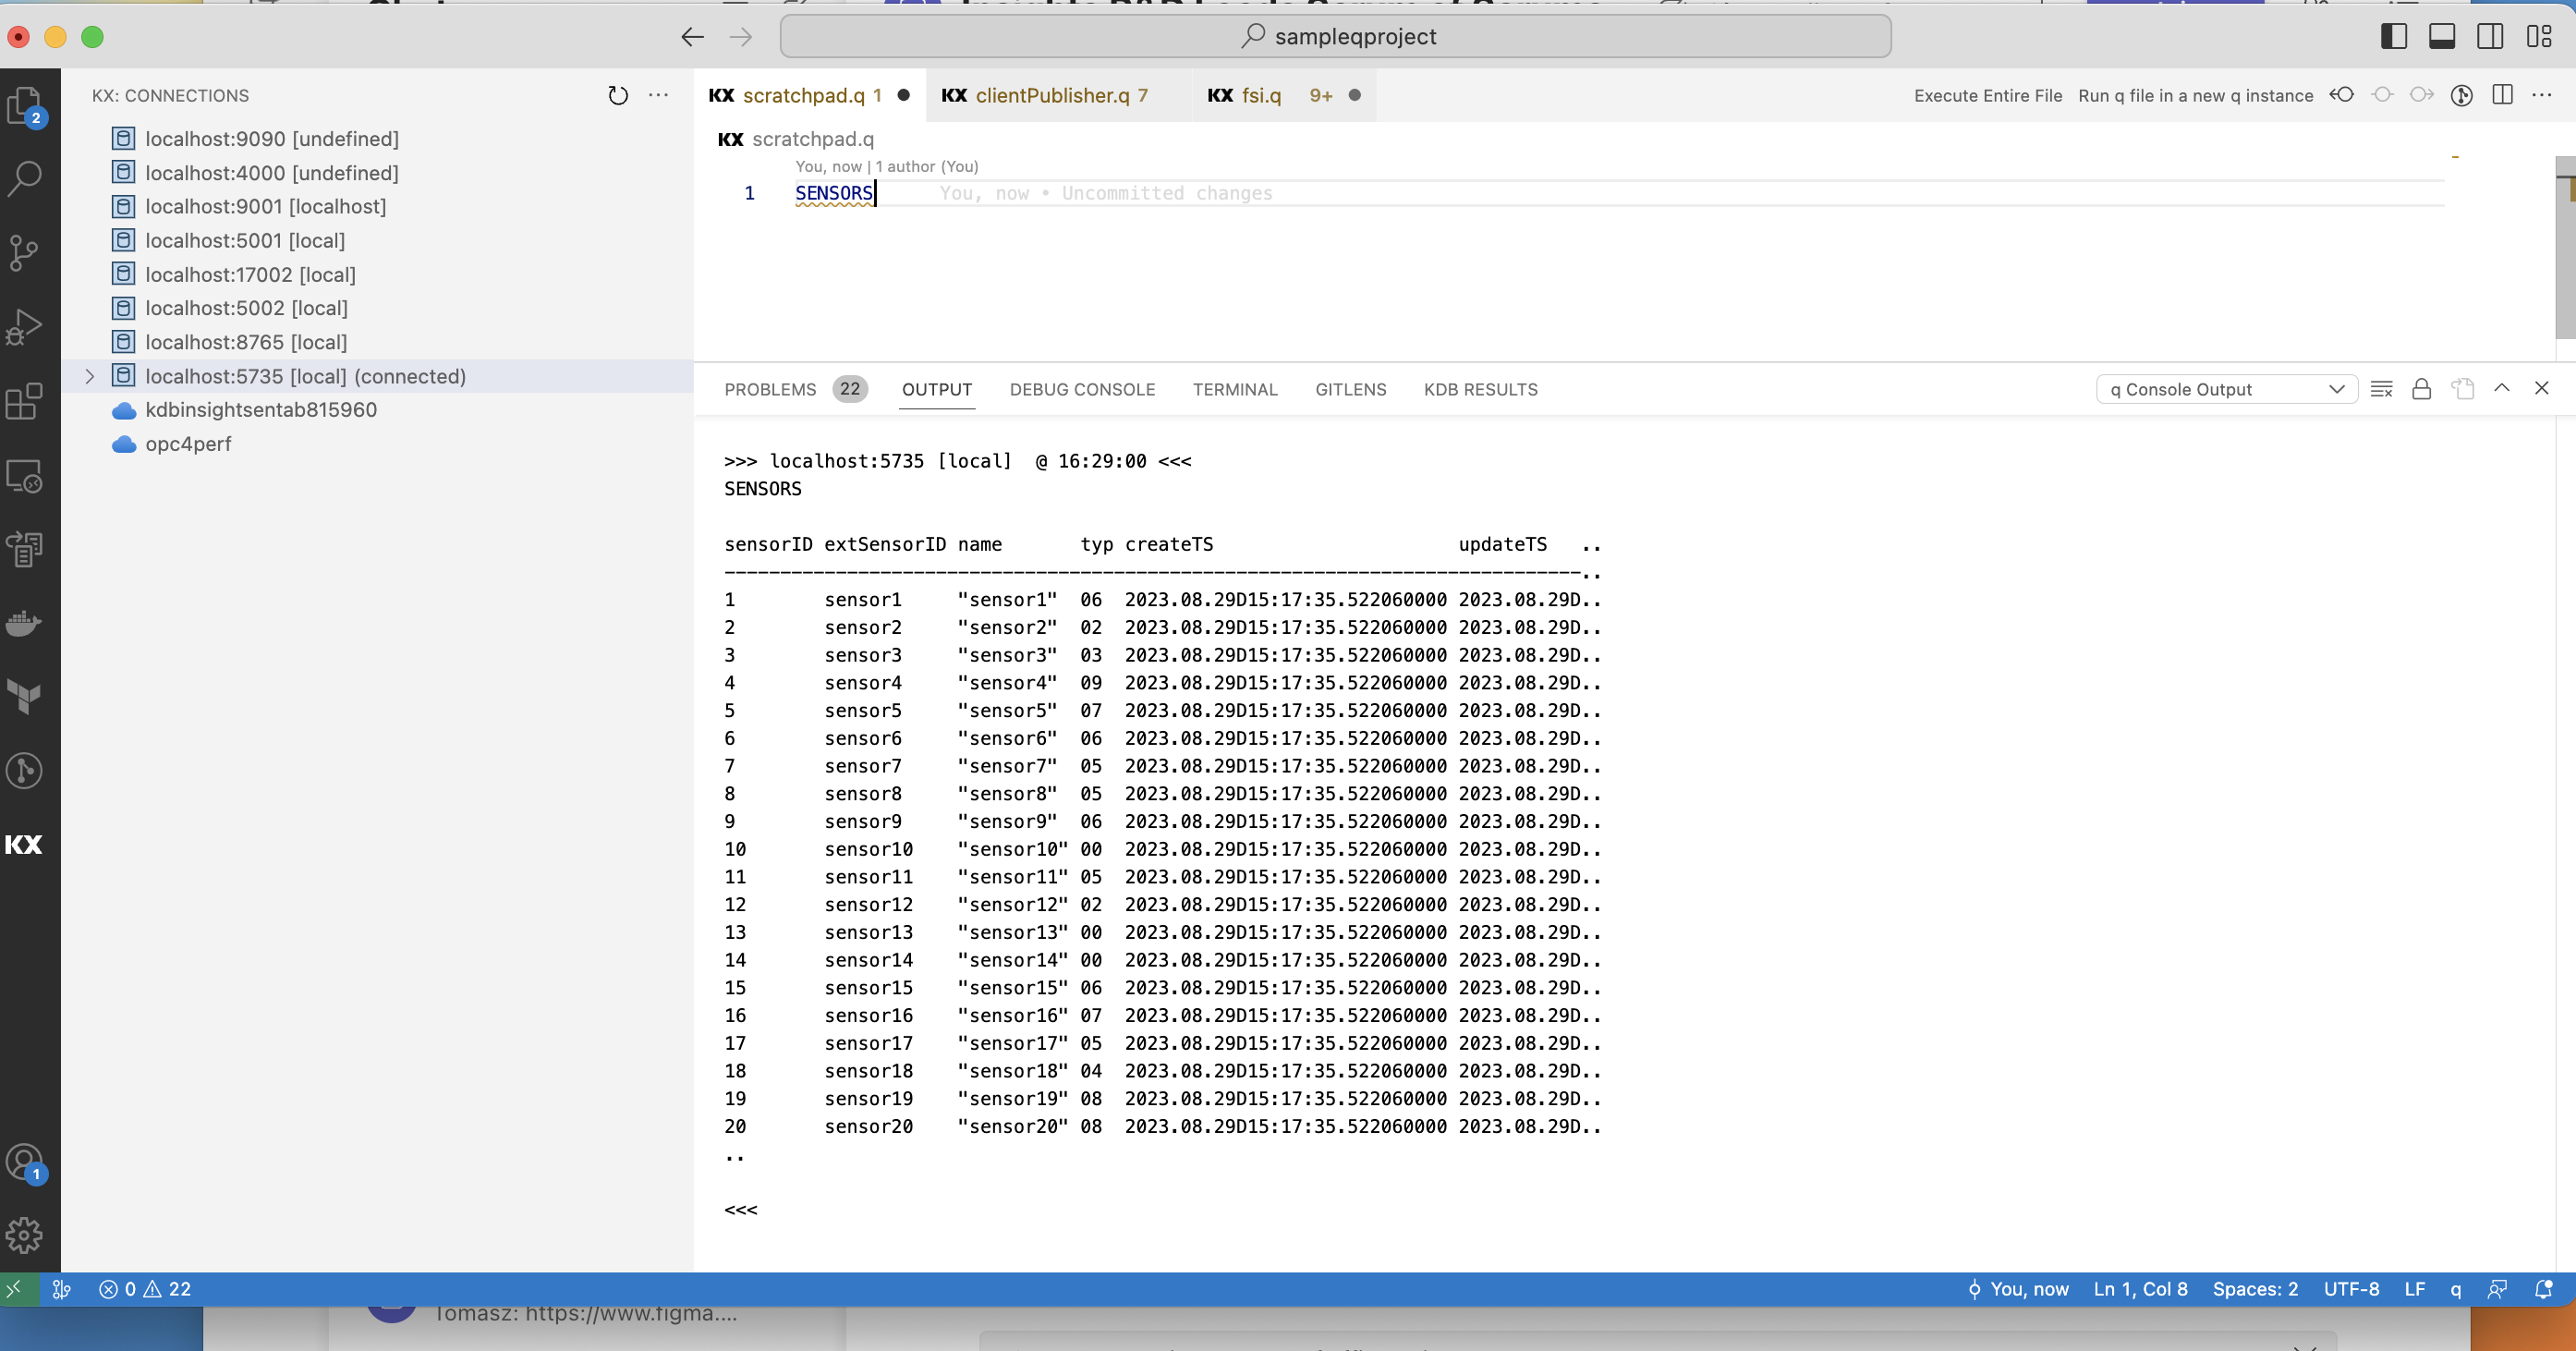 sampleqproject
KX: CONNECTIONS
localhost:9090 [undefined]
localhost:4000 [undefined]
localhost:9001 [localhost]
localhost:5001 [local]
localhost:17002 [local]
localhost:5002 [local]
localhost:8765 [local]
localhost:5735 [local] (connected)
kdbinsightsentab815960
opc4perf
2
KX
1
KX scratchpad.q 1
KX clientPublisher.q 7
KX fsi.q 9+
Execute Entire File
Run q file in a new q instance
KX scratchpad.q
You, now | 1 author (You)
1 SENSORS You, now • Uncommitted changes
PROBLEMS 22 OUTPUT DEBUG CONSOLE TERMINAL GITLENS KDB RESULTS
q Console Output
>>> localhost:5735 [local]  @ 16:29:00 <<<
SENSORS
sensorID extSensorID name       typ createTS                      updateTS   ..
-----------------------------------------------------------------------------..
1        sensor1     "sensor1"  06  2023.08.29D15:17:35.522060000 2023.08.29D..
2        sensor2     "sensor2"  02  2023.08.29D15:17:35.522060000 2023.08.29D..
3        sensor3     "sensor3"  03  2023.08.29D15:17:35.522060000 2023.08.29D..
4        sensor4     "sensor4"  09  2023.08.29D15:17:35.522060000 2023.08.29D..
5        sensor5     "sensor5"  07  2023.08.29D15:17:35.522060000 2023.08.29D..
6        sensor6     "sensor6"  06  2023.08.29D15:17:35.522060000 2023.08.29D..
7        sensor7     "sensor7"  05  2023.08.29D15:17:35.522060000 2023.08.29D..
8        sensor8     "sensor8"  05  2023.08.29D15:17:35.522060000 2023.08.29D..
9        sensor9     "sensor9"  06  2023.08.29D15:17:35.522060000 2023.08.29D..
10       sensor10    "sensor10" 00  2023.08.29D15:17:35.522060000 2023.08.29D..
11       sensor11    "sensor11" 05  2023.08.29D15:17:35.522060000 2023.08.29D..
12       sensor12    "sensor12" 02  2023.08.29D15:17:35.522060000 2023.08.29D..
13       sensor13    "sensor13" 00  2023.08.29D15:17:35.522060000 2023.08.29D..
14       sensor14    "sensor14" 00  2023.08.29D15:17:35.522060000 2023.08.29D..
15       sensor15    "sensor15" 06  2023.08.29D15:17:35.522060000 2023.08.29D..
16       sensor16    "sensor16" 07  2023.08.29D15:17:35.522060000 2023.08.29D..
17       sensor17    "sensor17" 05  2023.08.29D15:17:35.522060000 2023.08.29D..
18       sensor18    "sensor18" 04  2023.08.29D15:17:35.522060000 2023.08.29D..
19       sensor19    "sensor19" 08  2023.08.29D15:17:35.522060000 2023.08.29D..
20       sensor20    "sensor20" 08  2023.08.29D15:17:35.522060000 2023.08.29D..
..
<<<
0 22
You, now Ln 1, Col 8 Spaces: 2 UTF-8 LF q
Tomasz: https://www.figma....